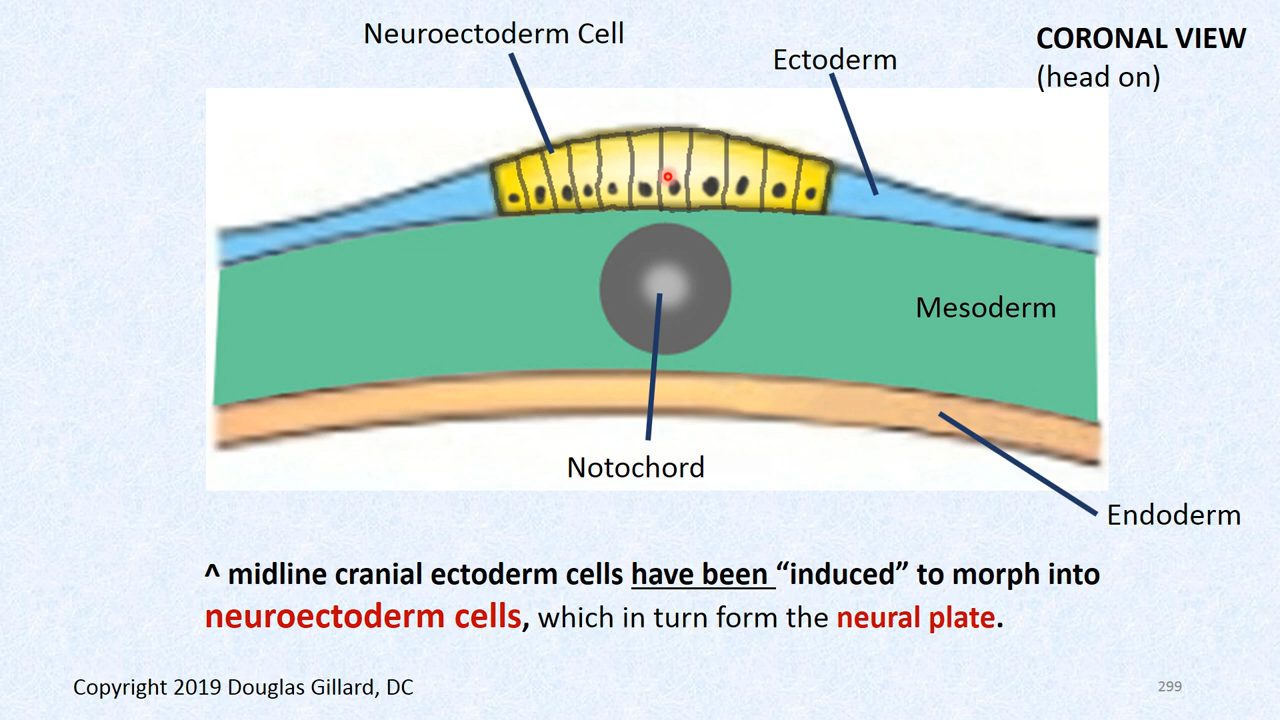 Neuroectoderm Cell
Ectoderm
CORONAL VIEW
(head on)
Mesoderm
Notochord
Endoderm
^ midline cranial ectoderm cells have been “induced” to morph into
neuroectoderm cells, which in turn form the neural plate.
Copyright 2019 Douglas Gillard, DC
299